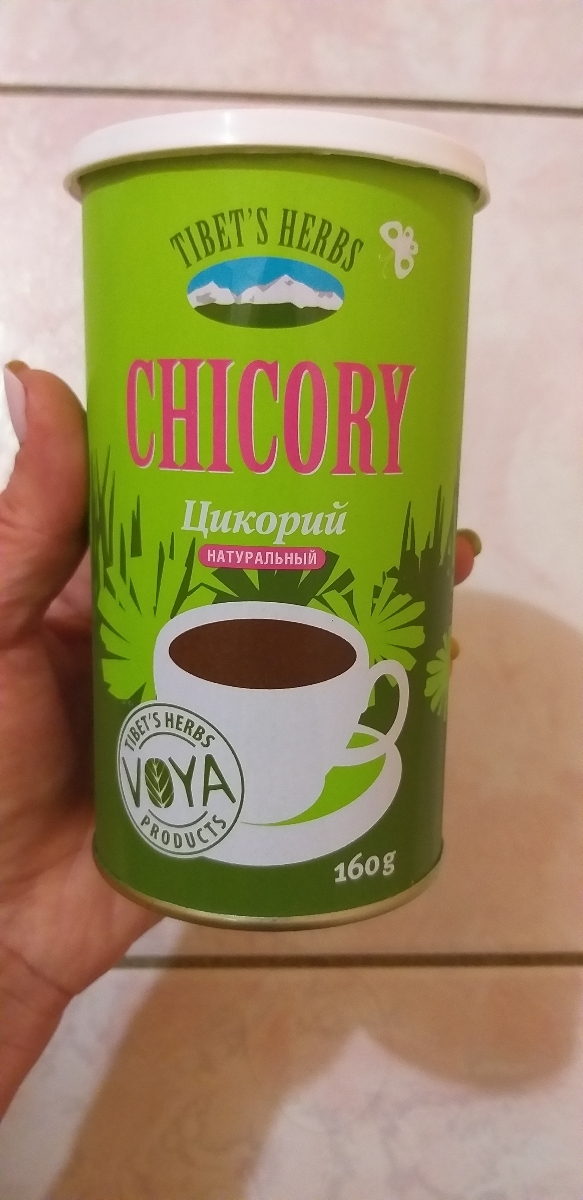 TIBET'S HERBS
CHICORY
Цикорий
НАТУРАЛЬНЫЙ
TIBET'S HERBS
VOYA
PRODUCTS
160g